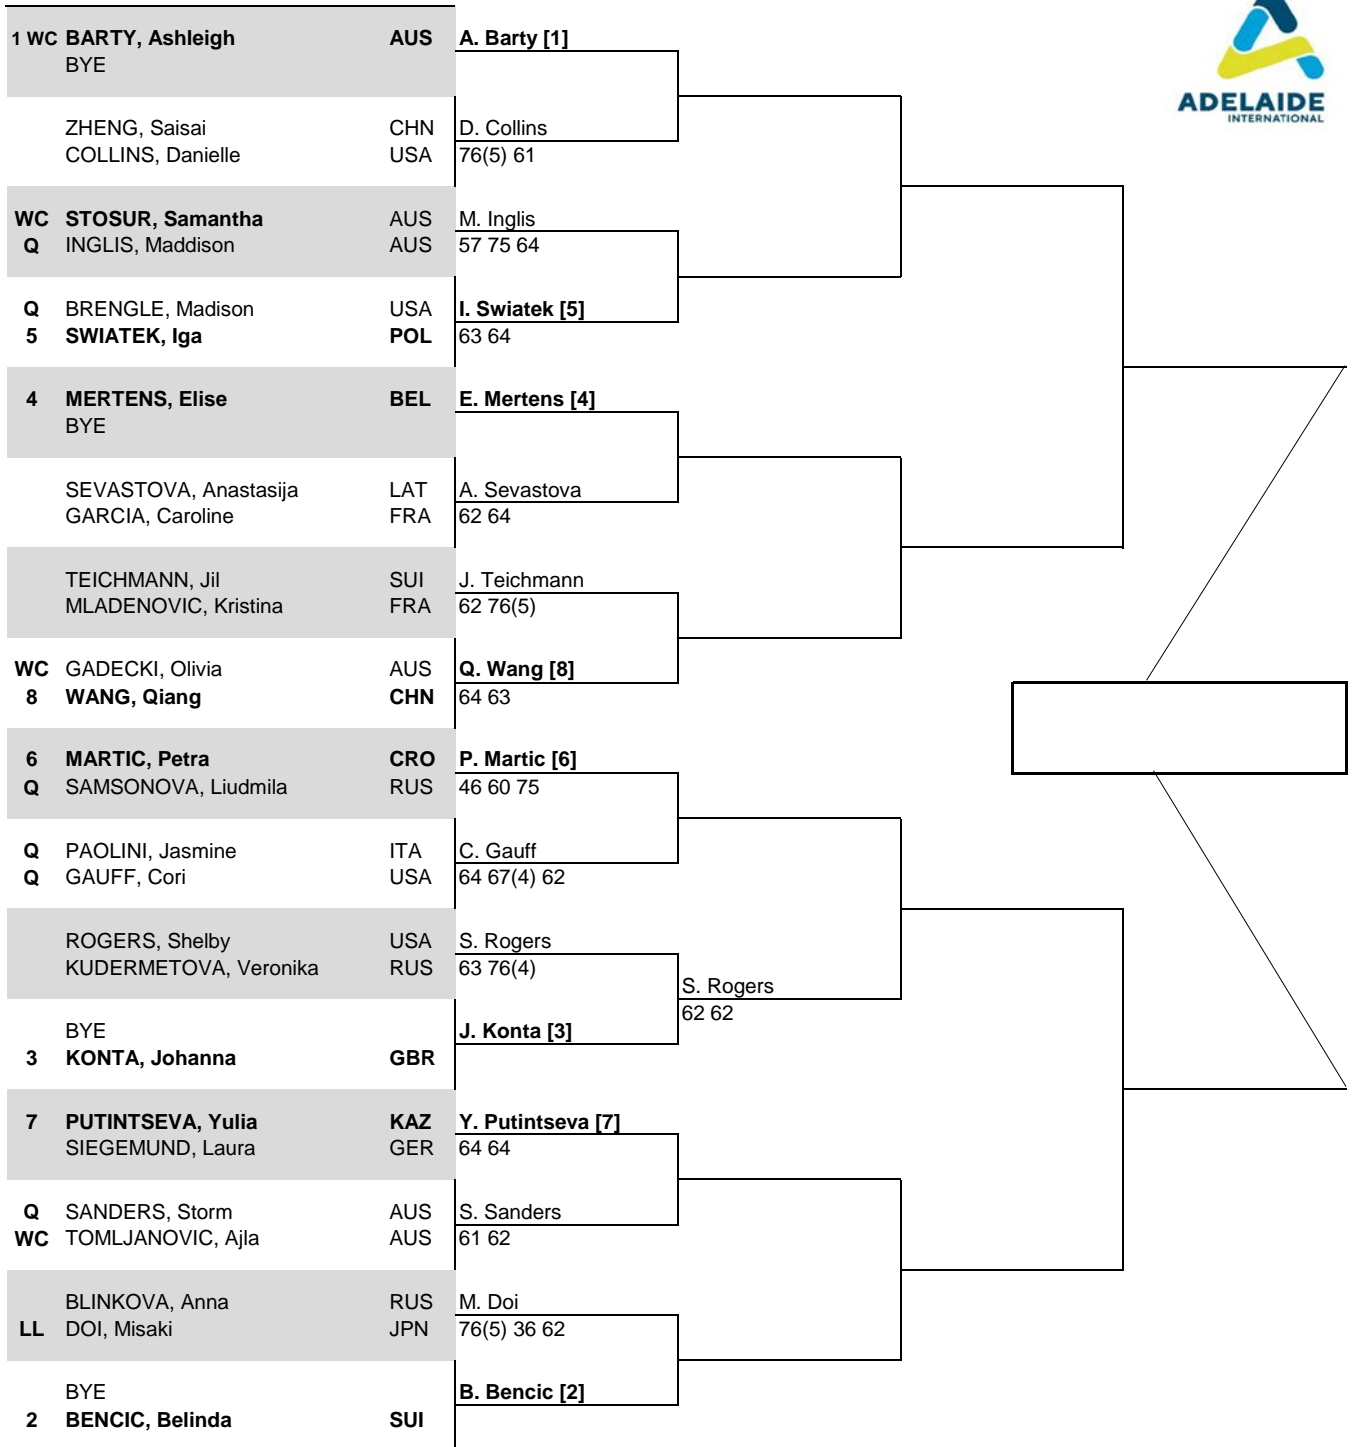 ADELAIDE
INTERNATIONAL
1 WC BARTY, Ashleigh AUS A. Barty [1]
BYE
ZHENG, Saisai CHN D. Collins
COLLINS, Danielle USA 76(5) 61
WC STOSUR, Samantha AUS M. Inglis
Q INGLIS, Maddison AUS 57 75 64
Q BRENGLE, Madison USA I. Swiatek [5]
5 SWIATEK, Iga POL 63 64
4 MERTENS, Elise BEL E. Mertens [4]
BYE
SEVASTOVA, Anastasija LAT A. Sevastova
GARCIA, Caroline FRA 62 64
TEICHMANN, Jil SUI J. Teichmann
MLADENOVIC, Kristina FRA 62 76(5)
WC GADECKI, Olivia AUS Q. Wang [8]
8 WANG, Qiang CHN 64 63
6 MARTIC, Petra CRO P. Martic [6]
Q SAMSONOVA, Liudmila RUS 46 60 75
Q PAOLINI, Jasmine ITA C. Gauff
Q GAUFF, Cori USA 64 67(4) 62
ROGERS, Shelby USA S. Rogers
KUDERMETOVA, Veronika RUS 63 76(4)
S. Rogers
62 62
BYE J. Konta [3]
3 KONTA, Johanna GBR
7 PUTINTSEVA, Yulia KAZ Y. Putintseva [7]
SIEGEMUND, Laura GER 64 64
Q SANDERS, Storm AUS S. Sanders
WC TOMLJANOVIC, Ajla AUS 61 62
BLINKOVA, Anna RUS M. Doi
LL DOI, Misaki JPN 76(5) 36 62
BYE B. Bencic [2]
2 BENCIC, Belinda SUI